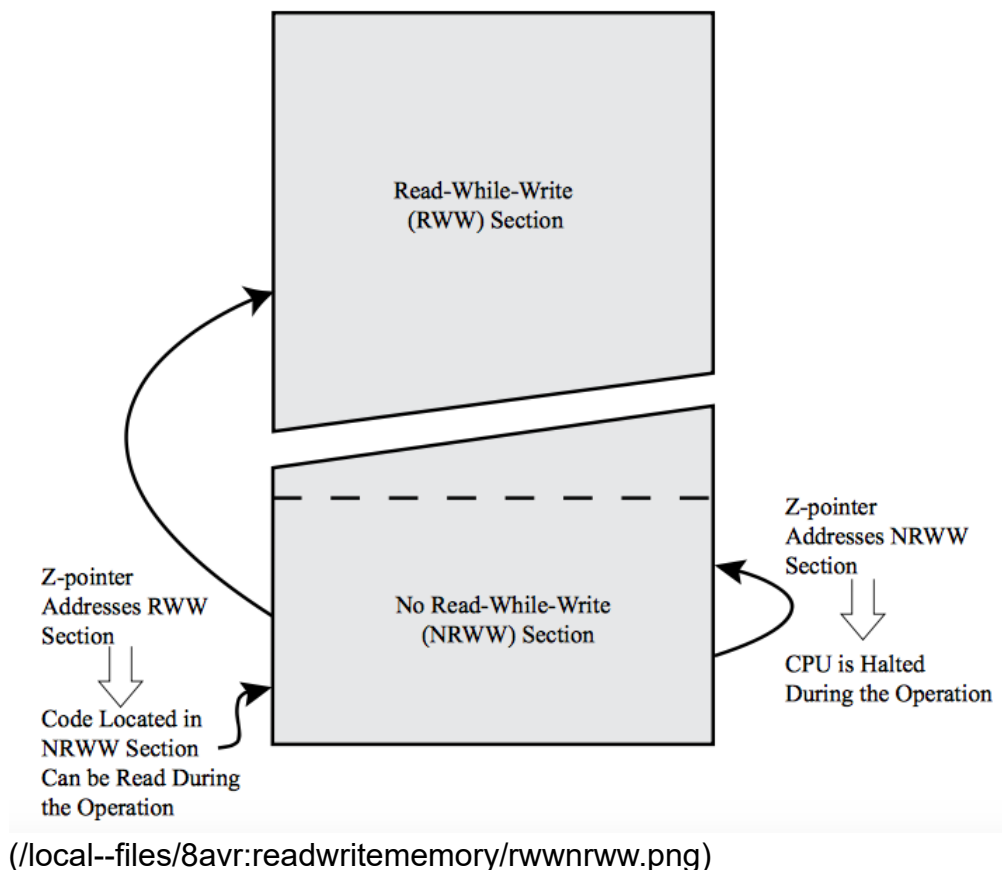 Read-While-Write
(RWW) Section
Z-pointer
Addresses NRWW
Section
Z-pointer
Addresses RWW
Section
No Read-While-Write
(NRWW) Section
CPU is Halted
During the Operation
Code Located in
NRWW Section
Can be Read During
the Operation
(/local--files/8avr:readwritememory/rwwnrww.png)